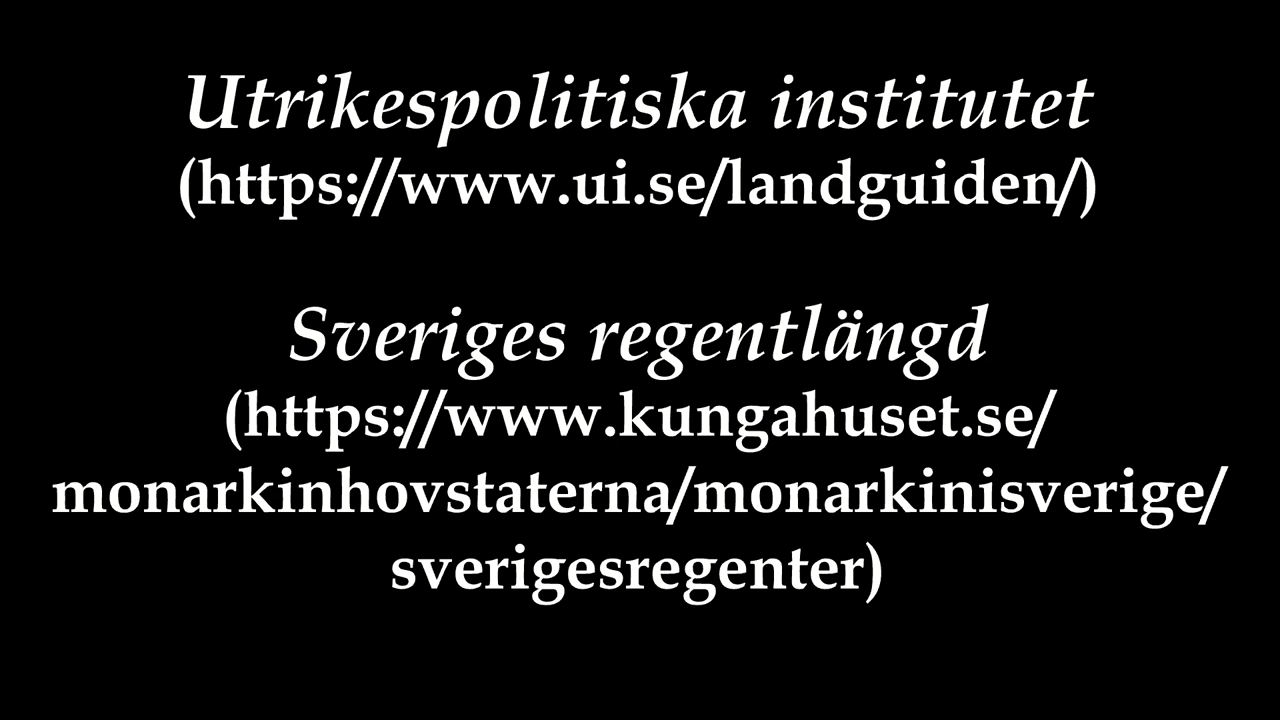 Utrikespolitiska institutet
(https://www.ui.se/landguiden/)
Sveriges regentlängd
(https://www.kungahuset.se/
monarkinhovstaterna/monarkinisverige/
sverigesregenter)